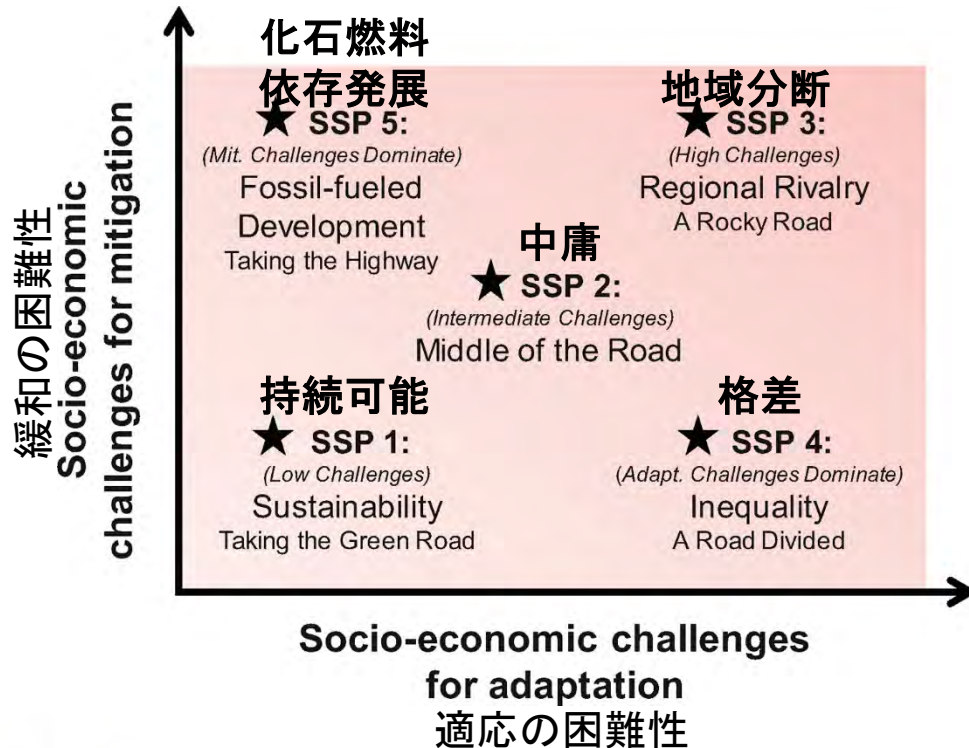 化石燃料
依存発展
★ SSP 5:
(Mit. Challenges Dominate)
Fossil-fueled
Development
Taking the Highway
地域分断
★ SSP 3:
(High Challenges)
Regional Rivalry
A Rocky Road
中庸
★ SSP 2:
(Intermediate Challenges)
Middle of the Road
持続可能
★ SSP 1:
(Low Challenges)
Sustainability
Taking the Green Road
格差
★ SSP 4:
(Adapt. Challenges Dominate)
Inequality
A Road Divided
緩和の困難性
Socio-economic
challenges for mitigation
Socio-economic challenges
for adaptation
適応の困難性